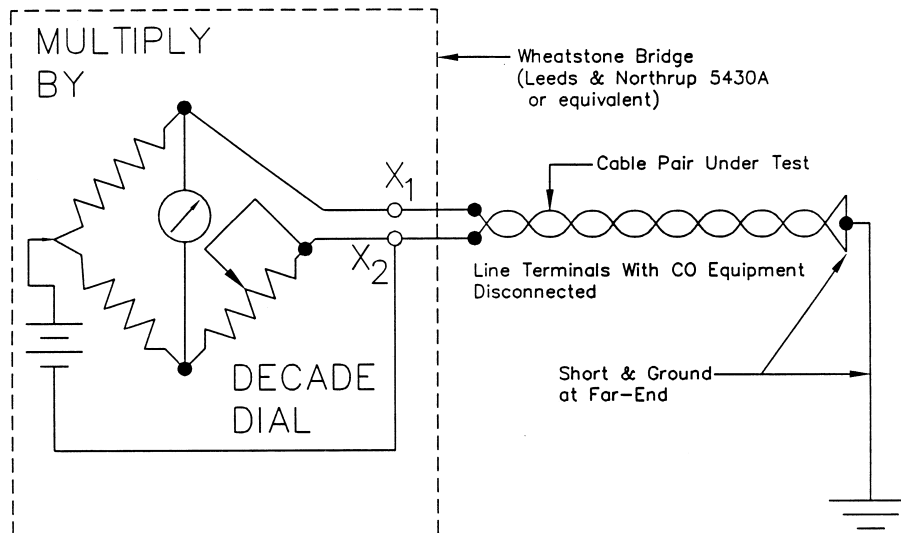 MULTIPLY
BY
Wheatstone Bridge
(Leeds & Northrup 5430A
or equivalent)
Cable Pair Under Test
X1
X2
Line Terminals With CO Equipment
Disconnected
DECADE
DIAL
Short & Ground
at Far-End